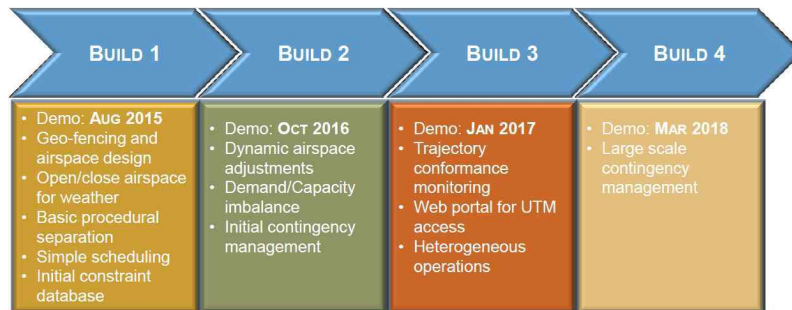 BUILD 1
BUILD 2
BUILD 3
BUILD 4
• Demo: AUG 2015
• Geo-fencing and
airspace design
• Open/close airspace
for weather
• Basic procedural
separation
• Simple scheduling
• Initial constraint
database
• Demo: OCT 2016
• Dynamic airspace
adjustments
• Demand/Capacity
imbalance
• Initial contingency
management
• Demo: JAN 2017
• Trajectory
conformance
monitoring
• Web portal for UTM
access
• Heterogeneous
operations
• Demo: MAR 2018
• Large scale
contingency
management